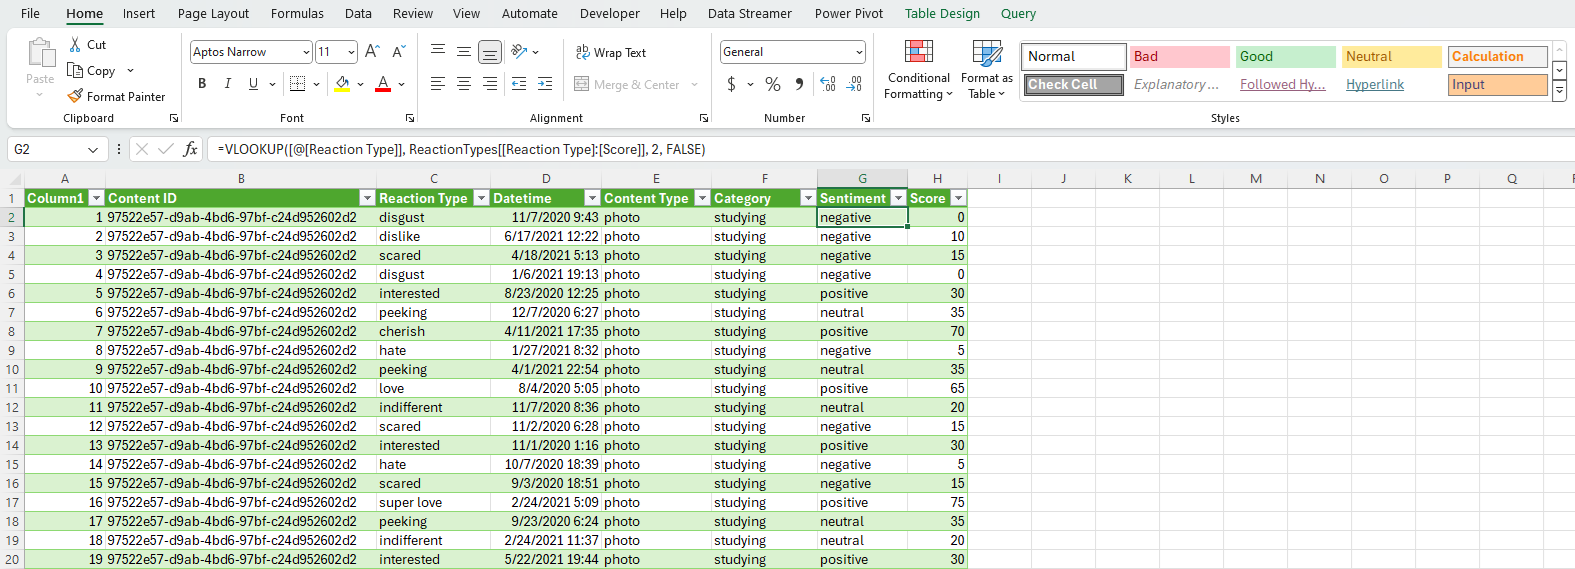 File Home Insert Page Layout Formulas Data Review View Automate Developer Help Data Streamer Power Pivot Table Design Query
Paste
Cut
Copy
Format Painter
Clipboard
Aptos Narrow 11 A A
B I U A
Font
ab
Wrap Text
Merge & Center
Alignment
General
$ % 9 .00 .00
Number
Conditional Formatting
Format as Table
Normal Bad Good Neutral Calculation
Check Cell Explanatory ... Followed Hy... Hyperlink Input
Styles
G2 fx =VLOOKUP([@[Reaction Type]], ReactionTypes[[Reaction Type]:[Score]], 2, FALSE)
A B C D E F G H I J K L M N O P Q
1 Column1 Content ID Reaction Type Datetime Content Type Category Sentiment Score
2 1 97522e57-d9ab-4bd6-97bf-c24d952602d2 disgust 11/7/2020 9:43 photo studying negative 0
3 2 97522e57-d9ab-4bd6-97bf-c24d952602d2 dislike 6/17/2021 12:22 photo studying negative 10
4 3 97522e57-d9ab-4bd6-97bf-c24d952602d2 scared 4/18/2021 5:13 photo studying negative 15
5 4 97522e57-d9ab-4bd6-97bf-c24d952602d2 disgust 1/6/2021 19:13 photo studying negative 0
6 5 97522e57-d9ab-4bd6-97bf-c24d952602d2 interested 8/23/2020 12:25 photo studying positive 30
7 6 97522e57-d9ab-4bd6-97bf-c24d952602d2 peeking 12/7/2020 6:27 photo studying neutral 35
8 7 97522e57-d9ab-4bd6-97bf-c24d952602d2 cherish 4/11/2021 17:35 photo studying positive 70
9 8 97522e57-d9ab-4bd6-97bf-c24d952602d2 hate 1/27/2021 8:32 photo studying negative 5
10 9 97522e57-d9ab-4bd6-97bf-c24d952602d2 peeking 4/1/2021 22:54 photo studying neutral 35
11 10 97522e57-d9ab-4bd6-97bf-c24d952602d2 love 8/4/2020 5:05 photo studying positive 65
12 11 97522e57-d9ab-4bd6-97bf-c24d952602d2 indifferent 11/7/2020 8:36 photo studying neutral 20
13 12 97522e57-d9ab-4bd6-97bf-c24d952602d2 scared 11/2/2020 6:28 photo studying negative 15
14 13 97522e57-d9ab-4bd6-97bf-c24d952602d2 interested 11/1/2020 1:16 photo studying positive 30
15 14 97522e57-d9ab-4bd6-97bf-c24d952602d2 hate 10/7/2020 18:39 photo studying negative 5
16 15 97522e57-d9ab-4bd6-97bf-c24d952602d2 scared 9/3/2020 18:51 photo studying negative 15
17 16 97522e57-d9ab-4bd6-97bf-c24d952602d2 super love 2/24/2021 5:09 photo studying positive 75
18 17 97522e57-d9ab-4bd6-97bf-c24d952602d2 peeking 9/23/2020 6:24 photo studying neutral 35
19 18 97522e57-d9ab-4bd6-97bf-c24d952602d2 indifferent 2/24/2021 11:37 photo studying neutral 20
20 19 97522e57-d9ab-4bd6-97bf-c24d952602d2 interested 5/22/2021 19:44 photo studying positive 30